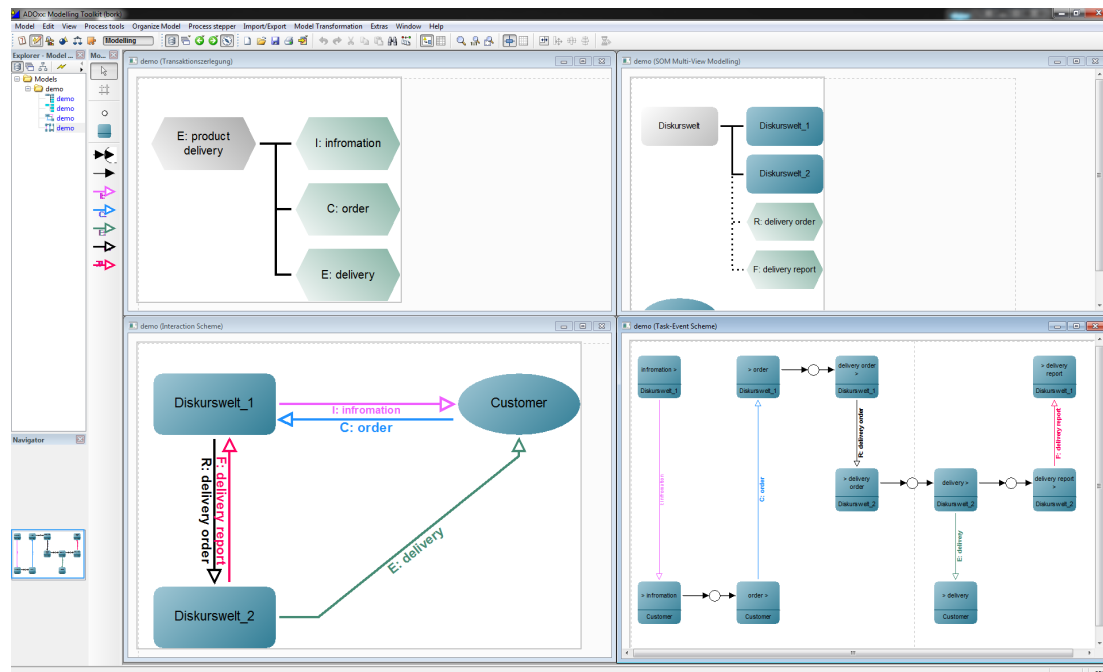 ADOxx: Modelling Toolkit (bork)
Model Edit View Process tools Organize Model Process stepper Import/Export Model Transformation Extras Window Help
Modelling
Explorer - Model ...
Mo...
Models
demo
demo
demo
demo
demo
Navigator
demo (Transaktionszerlegung)
E: product
delivery
I: infromation
C: order
E: delivery
demo (SOM Multi-View Modelling)
Diskurswelt
Diskurswelt_1
Diskurswelt_2
R: delivery order
F: delivery report
demo (Interaction Scheme)
Diskurswelt_1
Customer
I: infromation
C: order
R: delivery order
F: delivery report
E: delivery
Diskurswelt_2
demo (Task-Event Scheme)
infromation >
Diskurswelt_1
> order
Diskurswelt_1
delivery order
>
Diskurswelt_1
> delivery
report
Diskurswelt_1
I: infromation
C: order
R: delivery order
F: delivery report
> delivery
order
Diskurswelt_2
delivery >
Diskurswelt_2
delivery report
>
Diskurswelt_2
E: delivery
> infromation
Customer
order >
Customer
> delivery
Customer